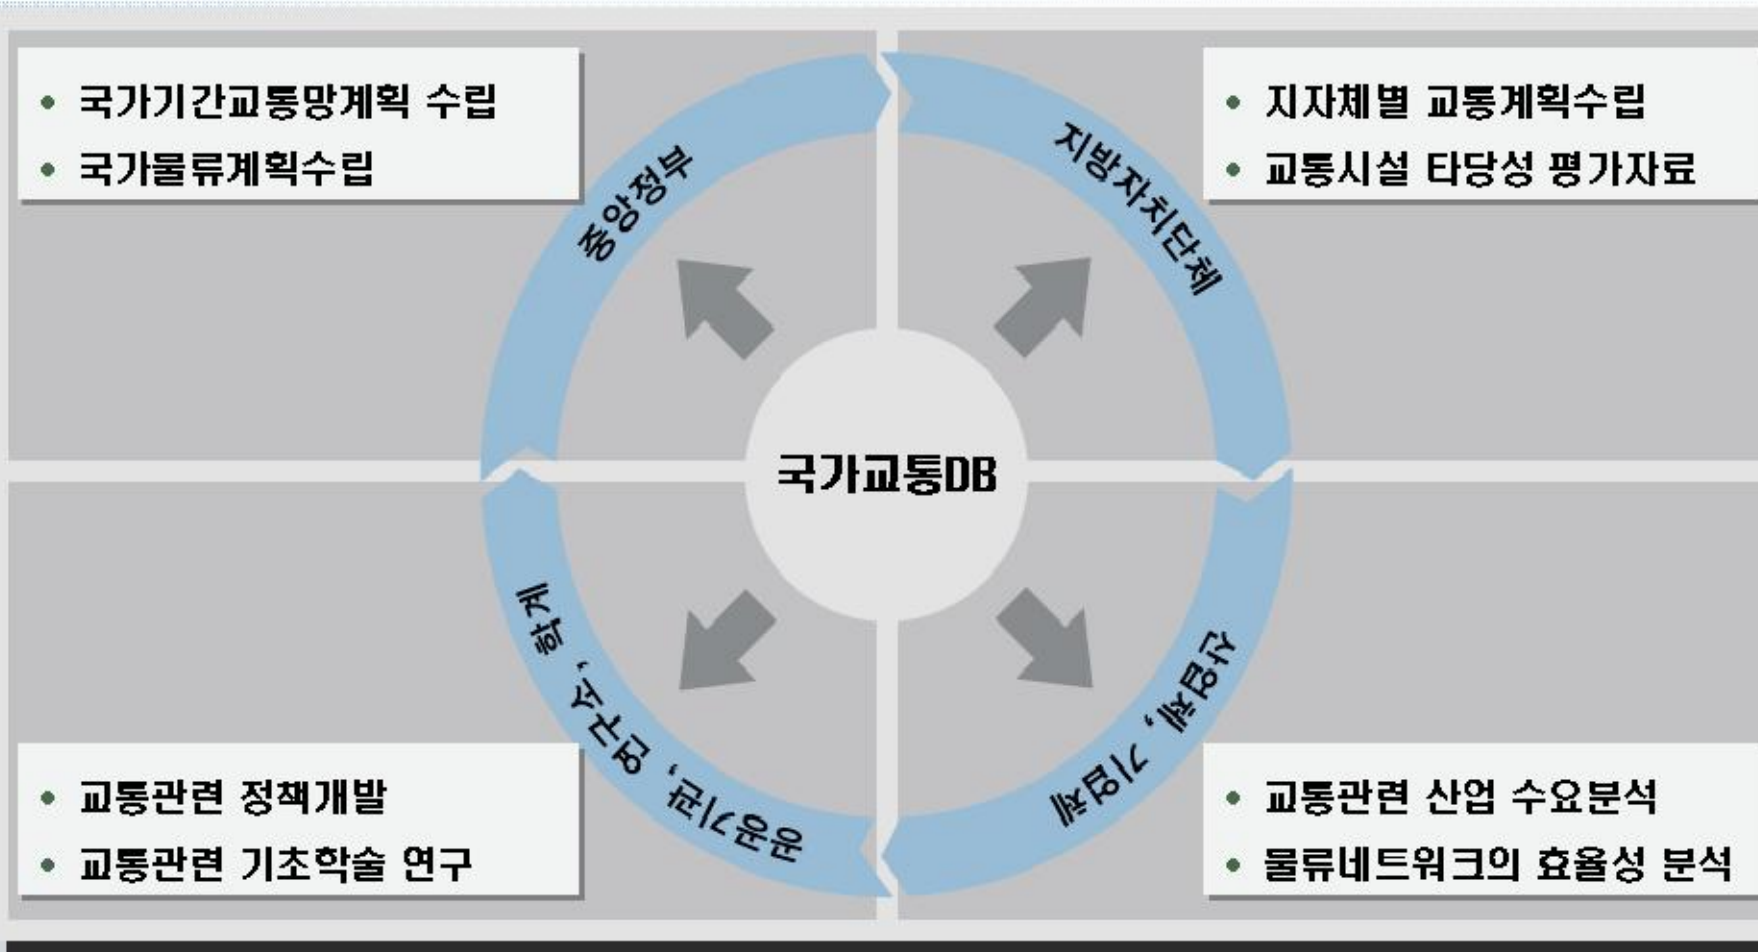 • 국가기간교통망계획 수립
• 국가물류계획수립
중앙정부
• 지자체별 교통계획수립
• 교통시설 타당성 평가자료
지방자치단체
국가교통DB
공공기관, 연구소, 학계
• 교통관련 정책개발
• 교통관련 기초학술 연구
산업체, 기업체
• 교통관련 산업 수요분석
• 물류네트워크의 효율성 분석